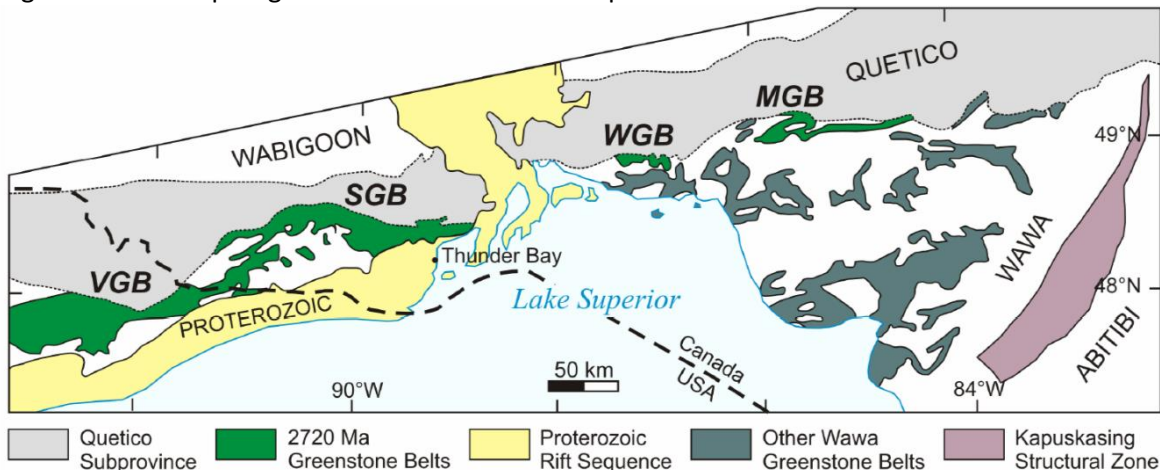 QUETICO
MGB
WGB
49°N
WABIGOON
SGB
Thunder Bay
WAWA
VGB
48°N
PROTEROZOIC
Lake Superior
ABITIBI
Canada
USA
50 km
90°W
84°W
Quetico
Subprovince
2720 Ma
Greenstone Belts
Proterozoic
Rift Sequence
Other Wawa
Greenstone Belts
Kapuskasing
Structural Zone